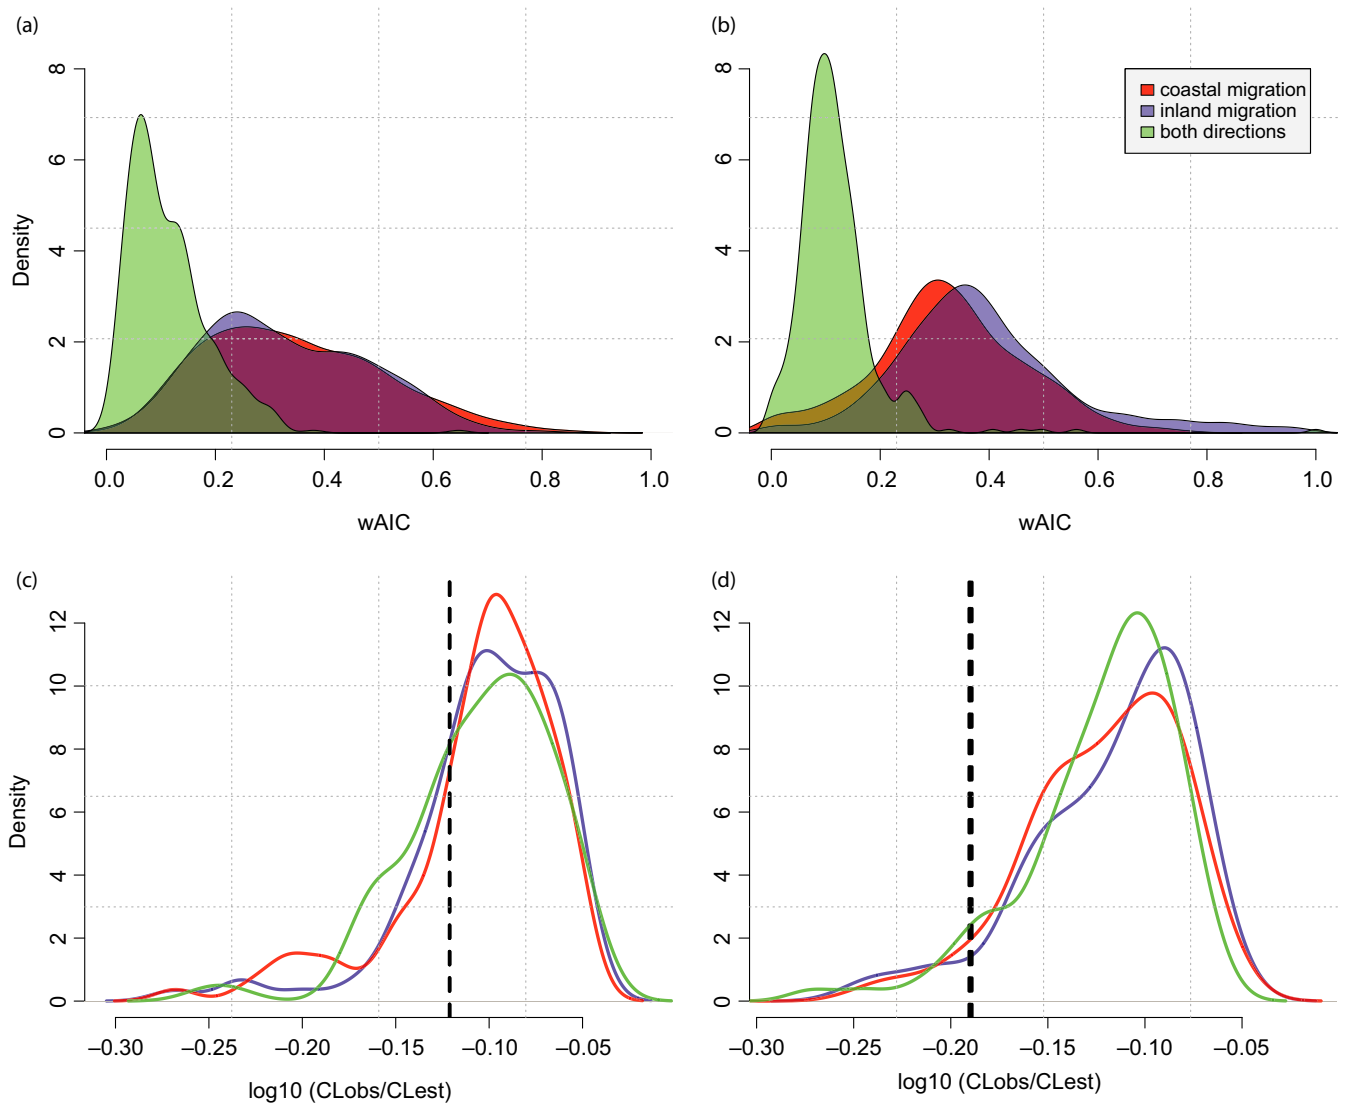 (a)
8
6
4
2
0
Density
0.0 0.2 0.4 0.6 0.8 1.0
wAIC
(b)
8
6
4
2
0
coastal migration
inland migration
both directions
0.0 0.2 0.4 0.6 0.8 1.0
wAIC
(c)
12
10
8
6
4
2
0
Density
–0.30 –0.25 –0.20 –0.15 –0.10 –0.05
log10 (CLobs/CLest)
(d)
12
10
8
6
4
2
0
–0.30 –0.25 –0.20 –0.15 –0.10 –0.05
log10 (CLobs/CLest)